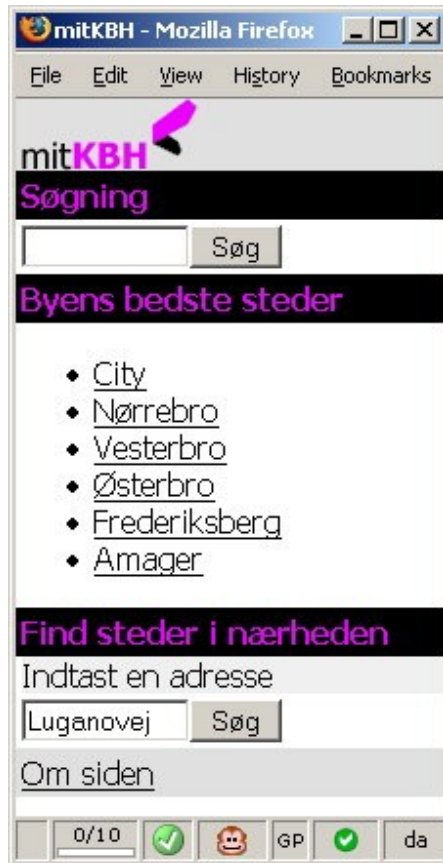 mitKBH - Mozilla Firefox
File Edit View History Bookmarks
mitKBH
Søgning
Søg
Byens bedste steder
City
Nørrebro
Vesterbro
Østerbro
Frederiksberg
Amager
Find steder i nærheden
Indtast en adresse
Luganovej Søg
Om siden
0/10 GP da